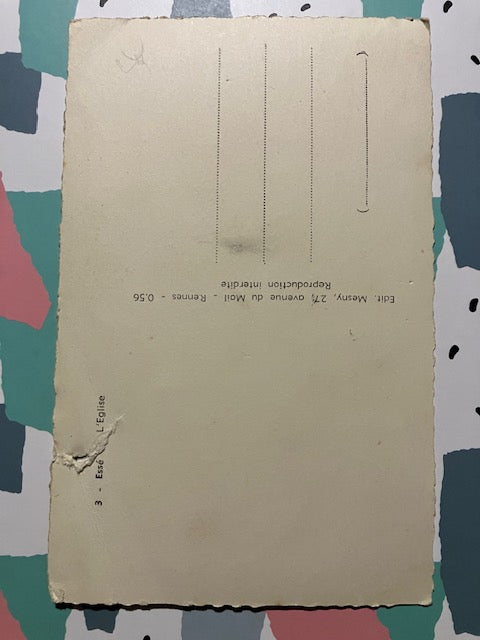 3 - Essé L'Eglise
Edit. Mesny, 27, avenue du Mail - Rennes - 0.56
Reproduction interdite